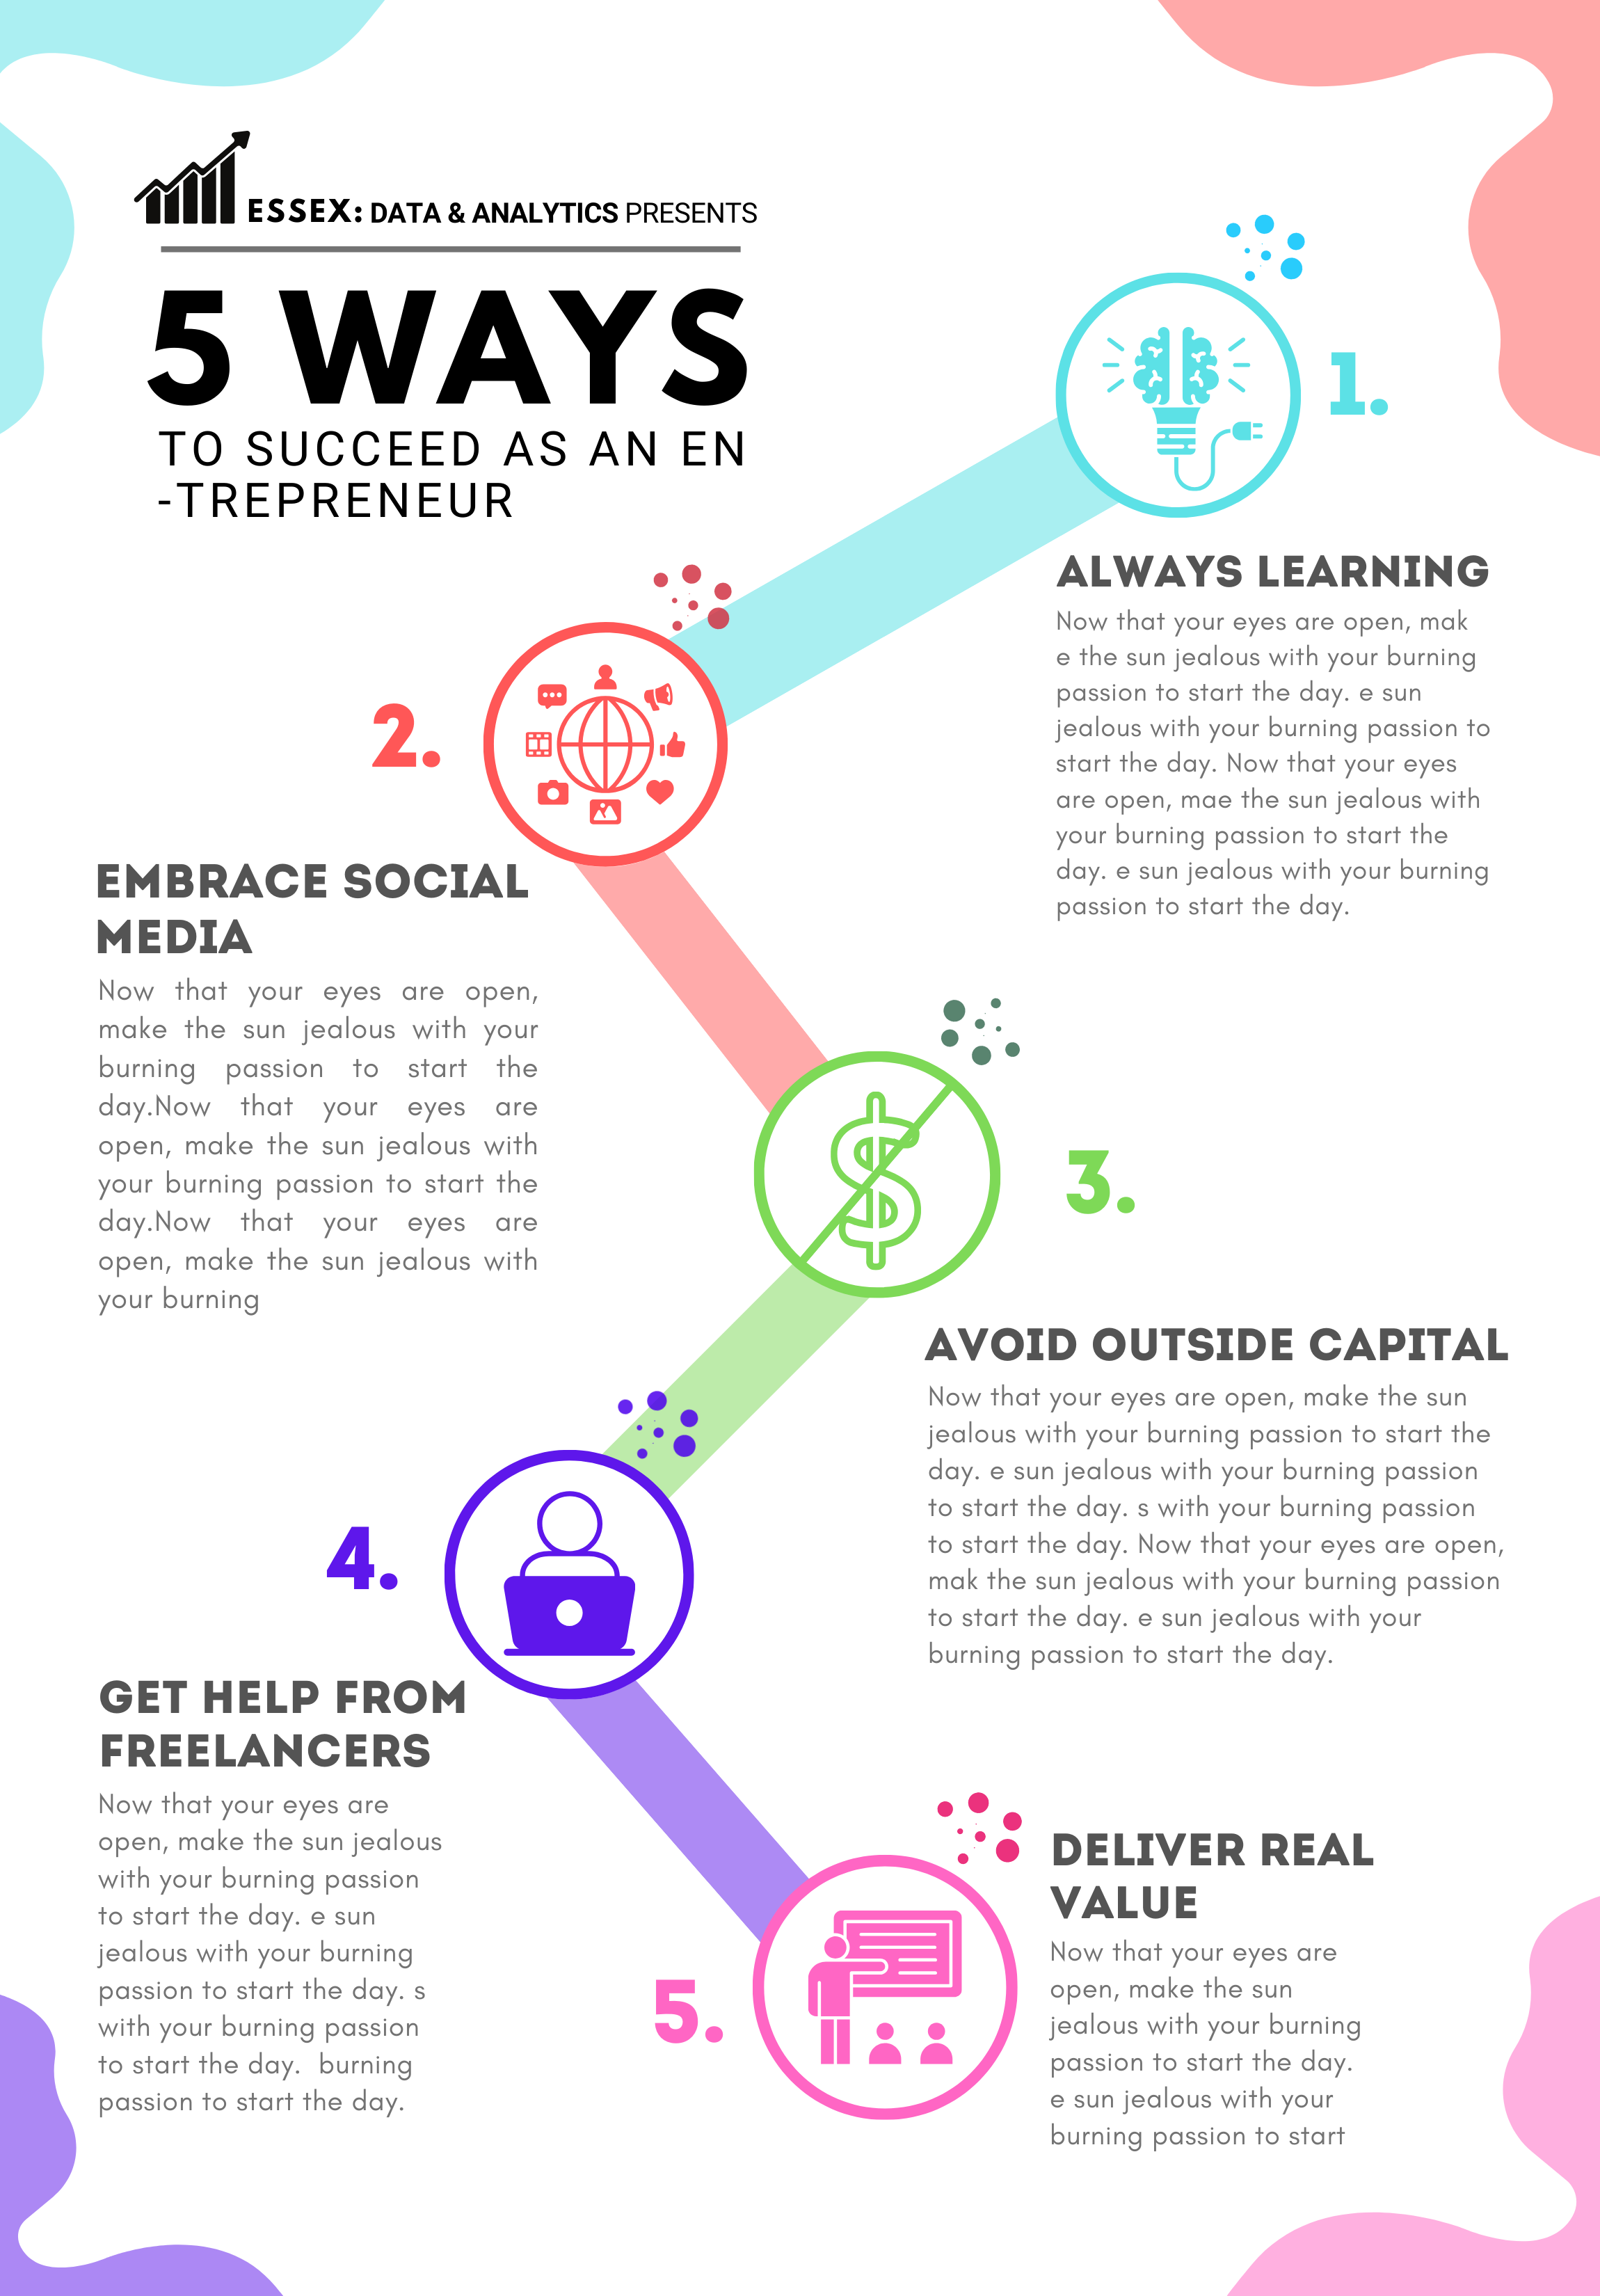 ESSEX: DATA & ANALYTICS PRESENTS
5 WAYS
TO SUCCEED AS AN EN
-TREPRENEUR
1.
ALWAYS LEARNING
Now that your eyes are open, mak
e the sun jealous with your burning
passion to start the day. e sun
jealous with your burning passion to
start the day. Now that your eyes
are open, mae the sun jealous with
your burning passion to start the
day. e sun jealous with your burning
passion to start the day.
2.
EMBRACE SOCIAL
MEDIA
Now that your eyes are open,
make the sun jealous with your
burning passion to start the
day.Now that your eyes are
open, make the sun jealous with
your burning passion to start the
day.Now that your eyes are
open, make the sun jealous with
your burning
3.
AVOID OUTSIDE CAPITAL
Now that your eyes are open, make the sun
jealous with your burning passion to start the
day. e sun jealous with your burning passion
to start the day. s with your burning passion
to start the day. Now that your eyes are open,
mak the sun jealous with your burning passion
to start the day. e sun jealous with your
burning passion to start the day.
4.
GET HELP FROM
FREELANCERS
Now that your eyes are
open, make the sun jealous
with your burning passion
to start the day. e sun
jealous with your burning
passion to start the day. s
with your burning passion
to start the day.  burning
passion to start the day.
5.
DELIVER REAL
VALUE
Now that your eyes are
open, make the sun
jealous with your burning
passion to start the day.
e sun jealous with your
burning passion to start